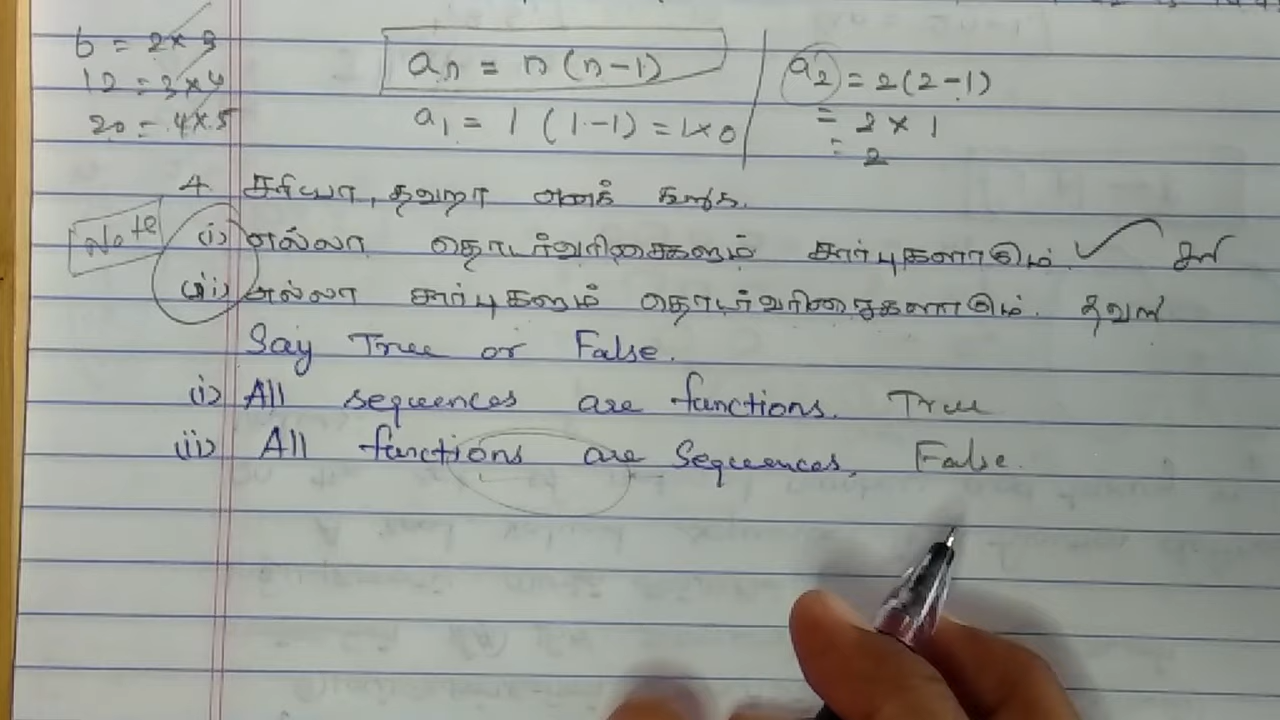 6 = 2 × 3
12 = 3 × 4
20 = 4 × 5
aₙ = n (n-1)
a₁ = 1 (1-1) = 1×0
a₂ = 2(2-1)
= 2 × 1
= 2
4. சரியா, தவறா எனக் கூறுக.
Note
(i) எல்லா தொடர்வரிசைகளும் சார்புகளாகும். ✓ சரி
(ii) எல்லா சார்புகளும் தொடர்வரிசைகளாகும். தவறு
Say True or False.
(i) All sequences are functions. True
(ii) All functions are Sequences. False.